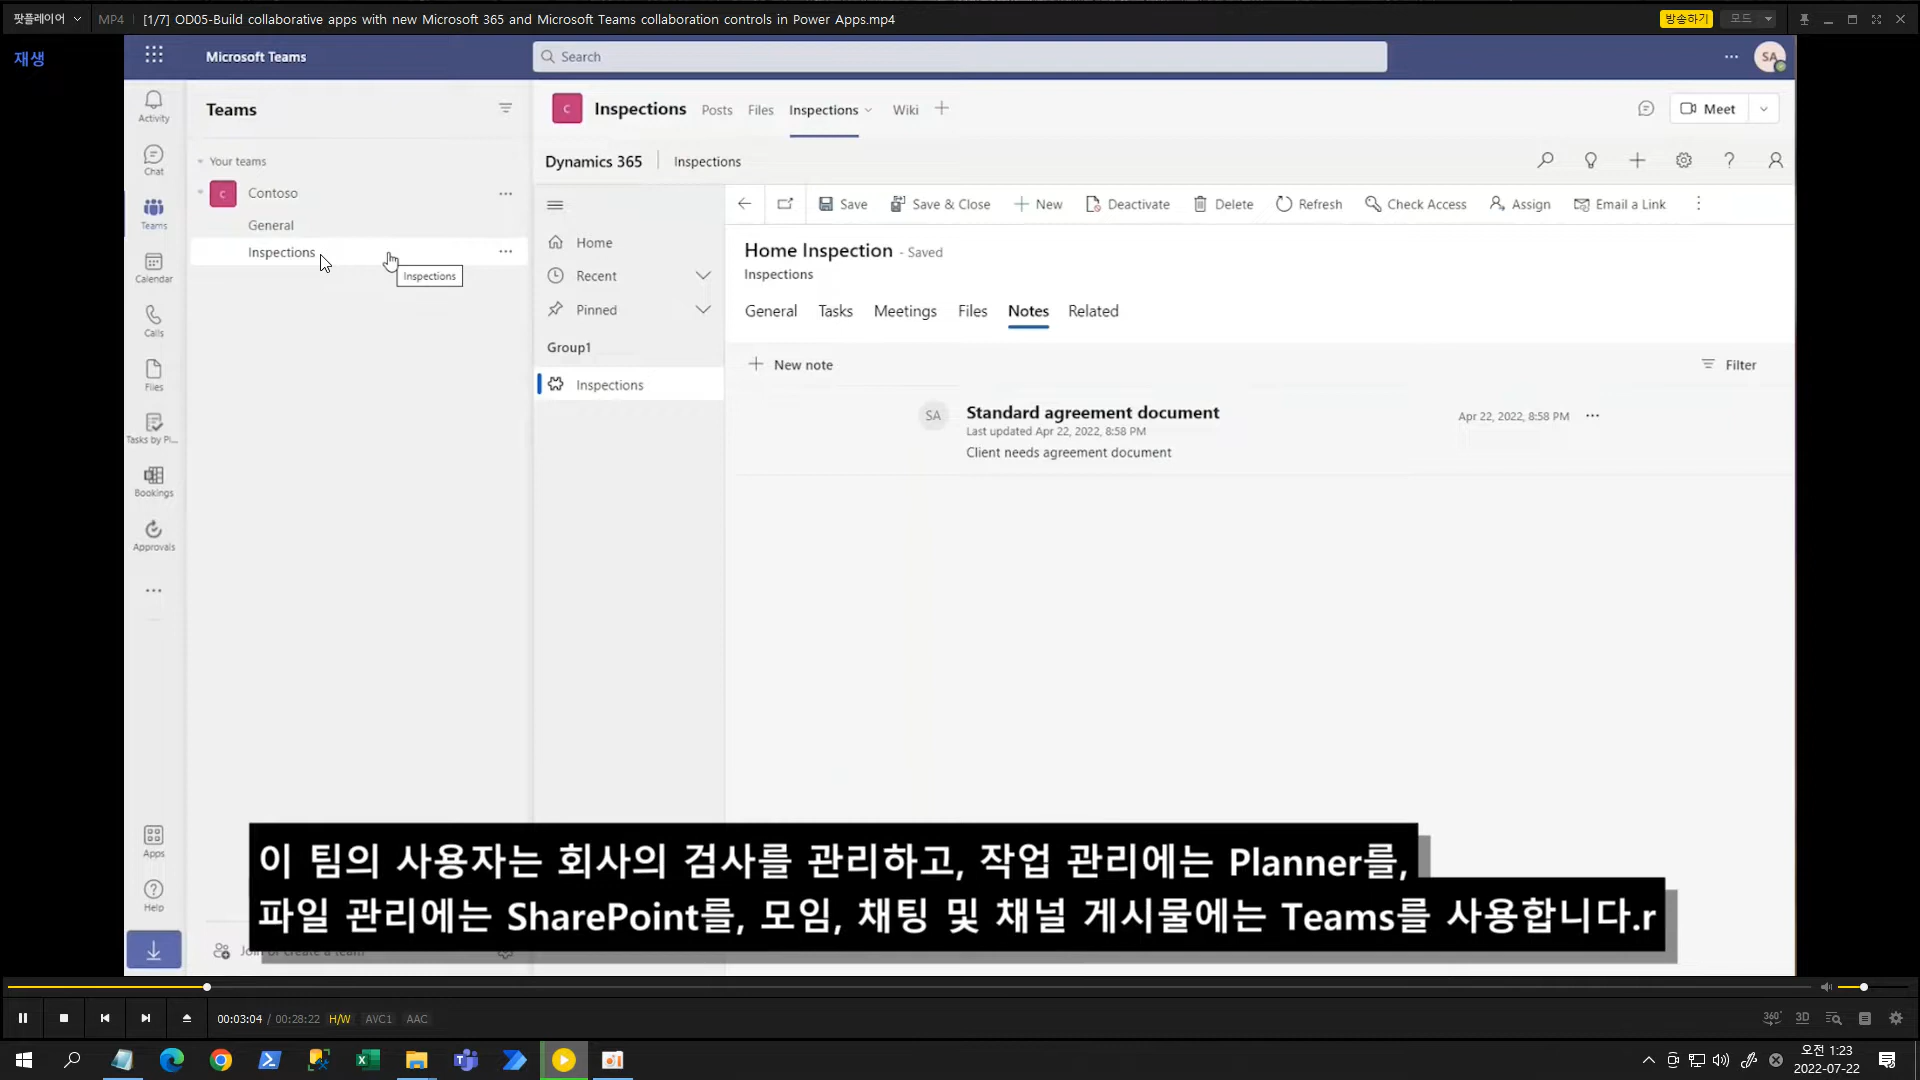 팟플레이어
MP4
[1/7] OD05-Build collaborative apps with new Microsoft 365 and Microsoft Teams collaboration controls in Power Apps.mp4
방송하기
모드
재생
Microsoft Teams
Search
SA
Activity
Chat
Teams
Calendar
Calls
Files
Tasks by Pl...
Bookings
Approvals
Apps
Help
Teams
Your teams
C Contoso
General
Inspections
Inspections
C Inspections Posts Files Inspections Wiki
Meet
Dynamics 365 Inspections
Save Save & Close New Deactivate Delete Refresh Check Access Assign Email a Link
Home
Recent
Pinned
Group1
Inspections
Home Inspection - Saved
Inspections
General Tasks Meetings Files Notes Related
New note
Filter
SA
Standard agreement document
Last updated Apr 22, 2022, 8:58 PM
Client needs agreement document
Apr 22, 2022, 8:58 PM
이 팀의 사용자는 회사의 검사를 관리하고, 작업 관리에는 Planner를,
파일 관리에는 SharePoint를, 모임, 채팅 및 채널 게시물에는 Teams를 사용합니다.r
Join or create a team
00:03:04 / 00:28:22 H/W AVC1 AAC
360° 3D
오전 1:23
2022-07-22